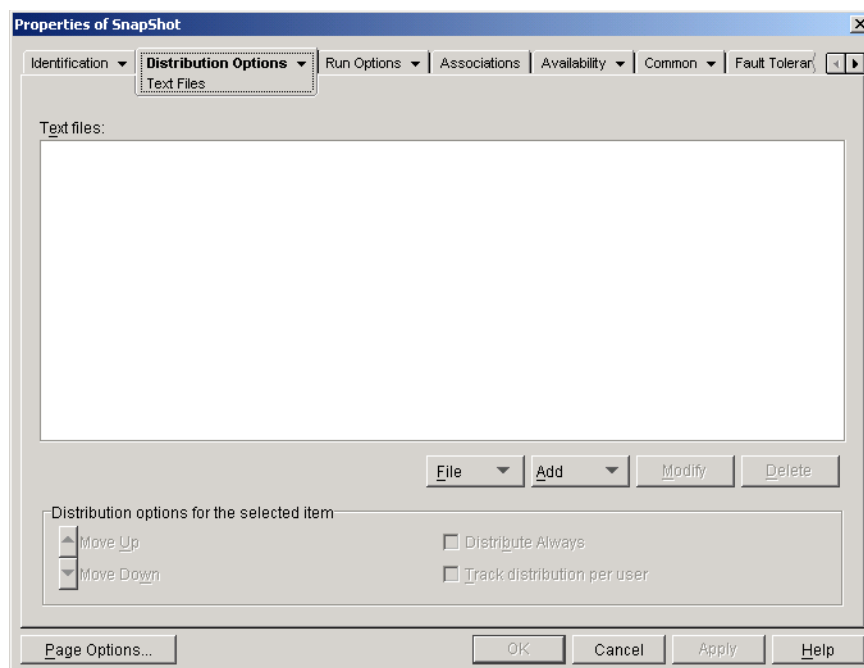 Properties of SnapShot
Identification Distribution Options Run Options Associations Availability Common Fault Toleran
Text Files
Text files:
File Add Modify Delete
Distribution options for the selected item
Move Up Distribute Always
Move Down Track distribution per user
Page Options... OK Cancel Apply Help